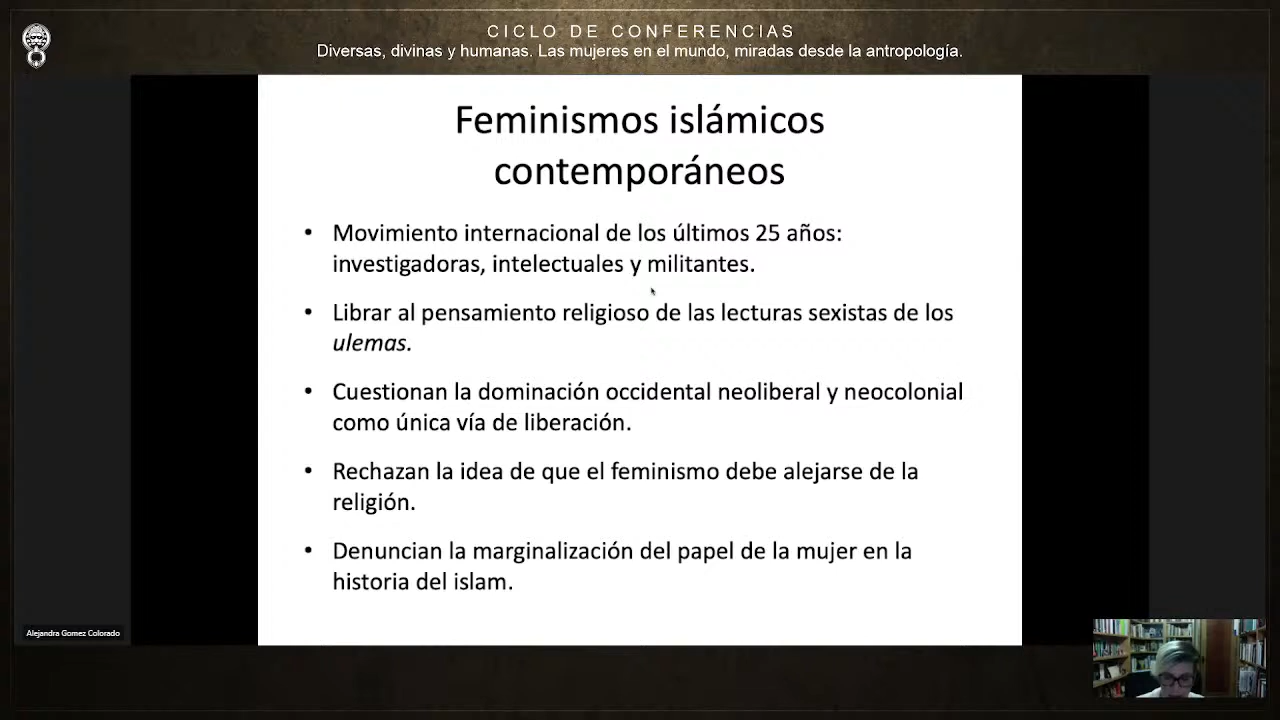 CICLO DE CONFERENCIAS
Diversas, divinas y humanas. Las mujeres en el mundo, miradas desde la antropología.
Feminismos islámicos
contemporáneos
• Movimiento internacional de los últimos 25 años:
investigadoras, intelectuales y militantes.
• Librar al pensamiento religioso de las lecturas sexistas de los
ulemas.
• Cuestionan la dominación occidental neoliberal y neocolonial
como única vía de liberación.
• Rechazan la idea de que el feminismo debe alejarse de la
religión.
• Denuncian la marginalización del papel de la mujer en la
historia del islam.
Alejandra Gomez Colorado